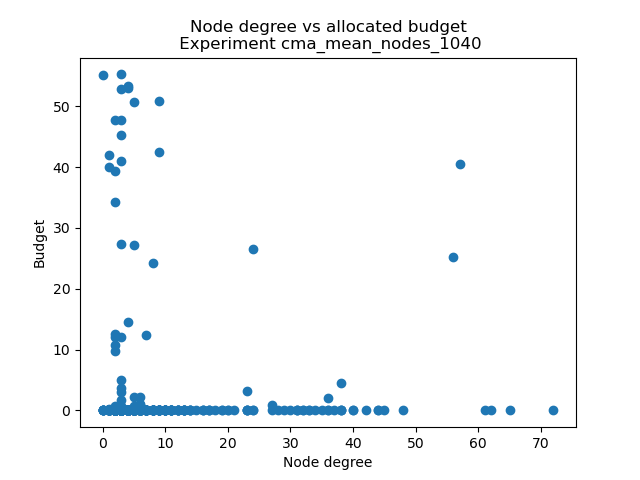 Node degree vs allocated budget
Experiment cma_mean_nodes_1040
50
40
30
20
10
0
Budget
0 10 20 30 40 50 60 70
Node degree